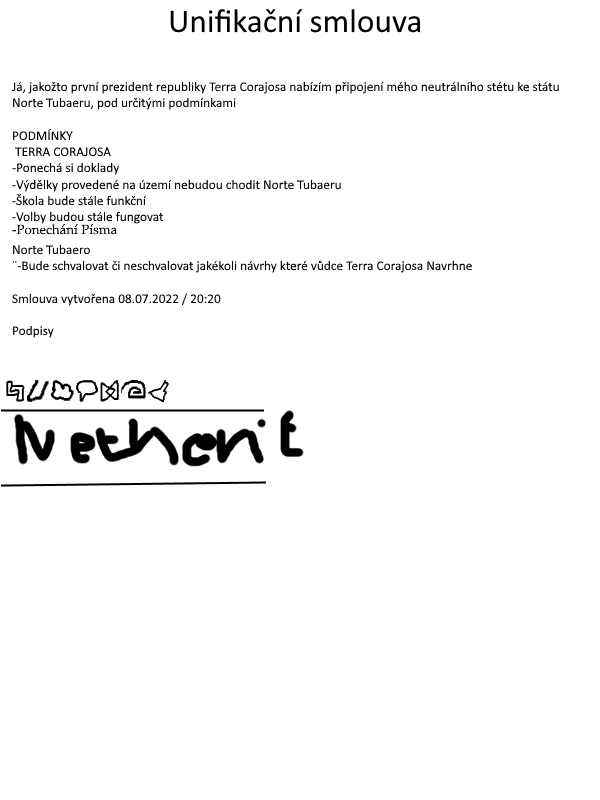 Unifikační smlouva
Já, jakožto první prezident republiky Terra Corajosa nabízím připojení mého neutrálního stétu ke státu
Norte Tubaeru, pod určitými podmínkami
PODMÍNKY
TERRA CORAJOSA
-Ponechá si doklady
-Výdělky provedené na území nebudou chodit Norte Tubaeru
-Škola bude stále funkční
-Volby budou stále fungovat
-Ponechání Písma
Norte Tubaero
¨-Bude schvalovat či neschvalovat jakékoli návrhy které vůdce Terra Corajosa Navrhne
Smlouva vytvořena 08.07.2022 / 20:20
Podpisy